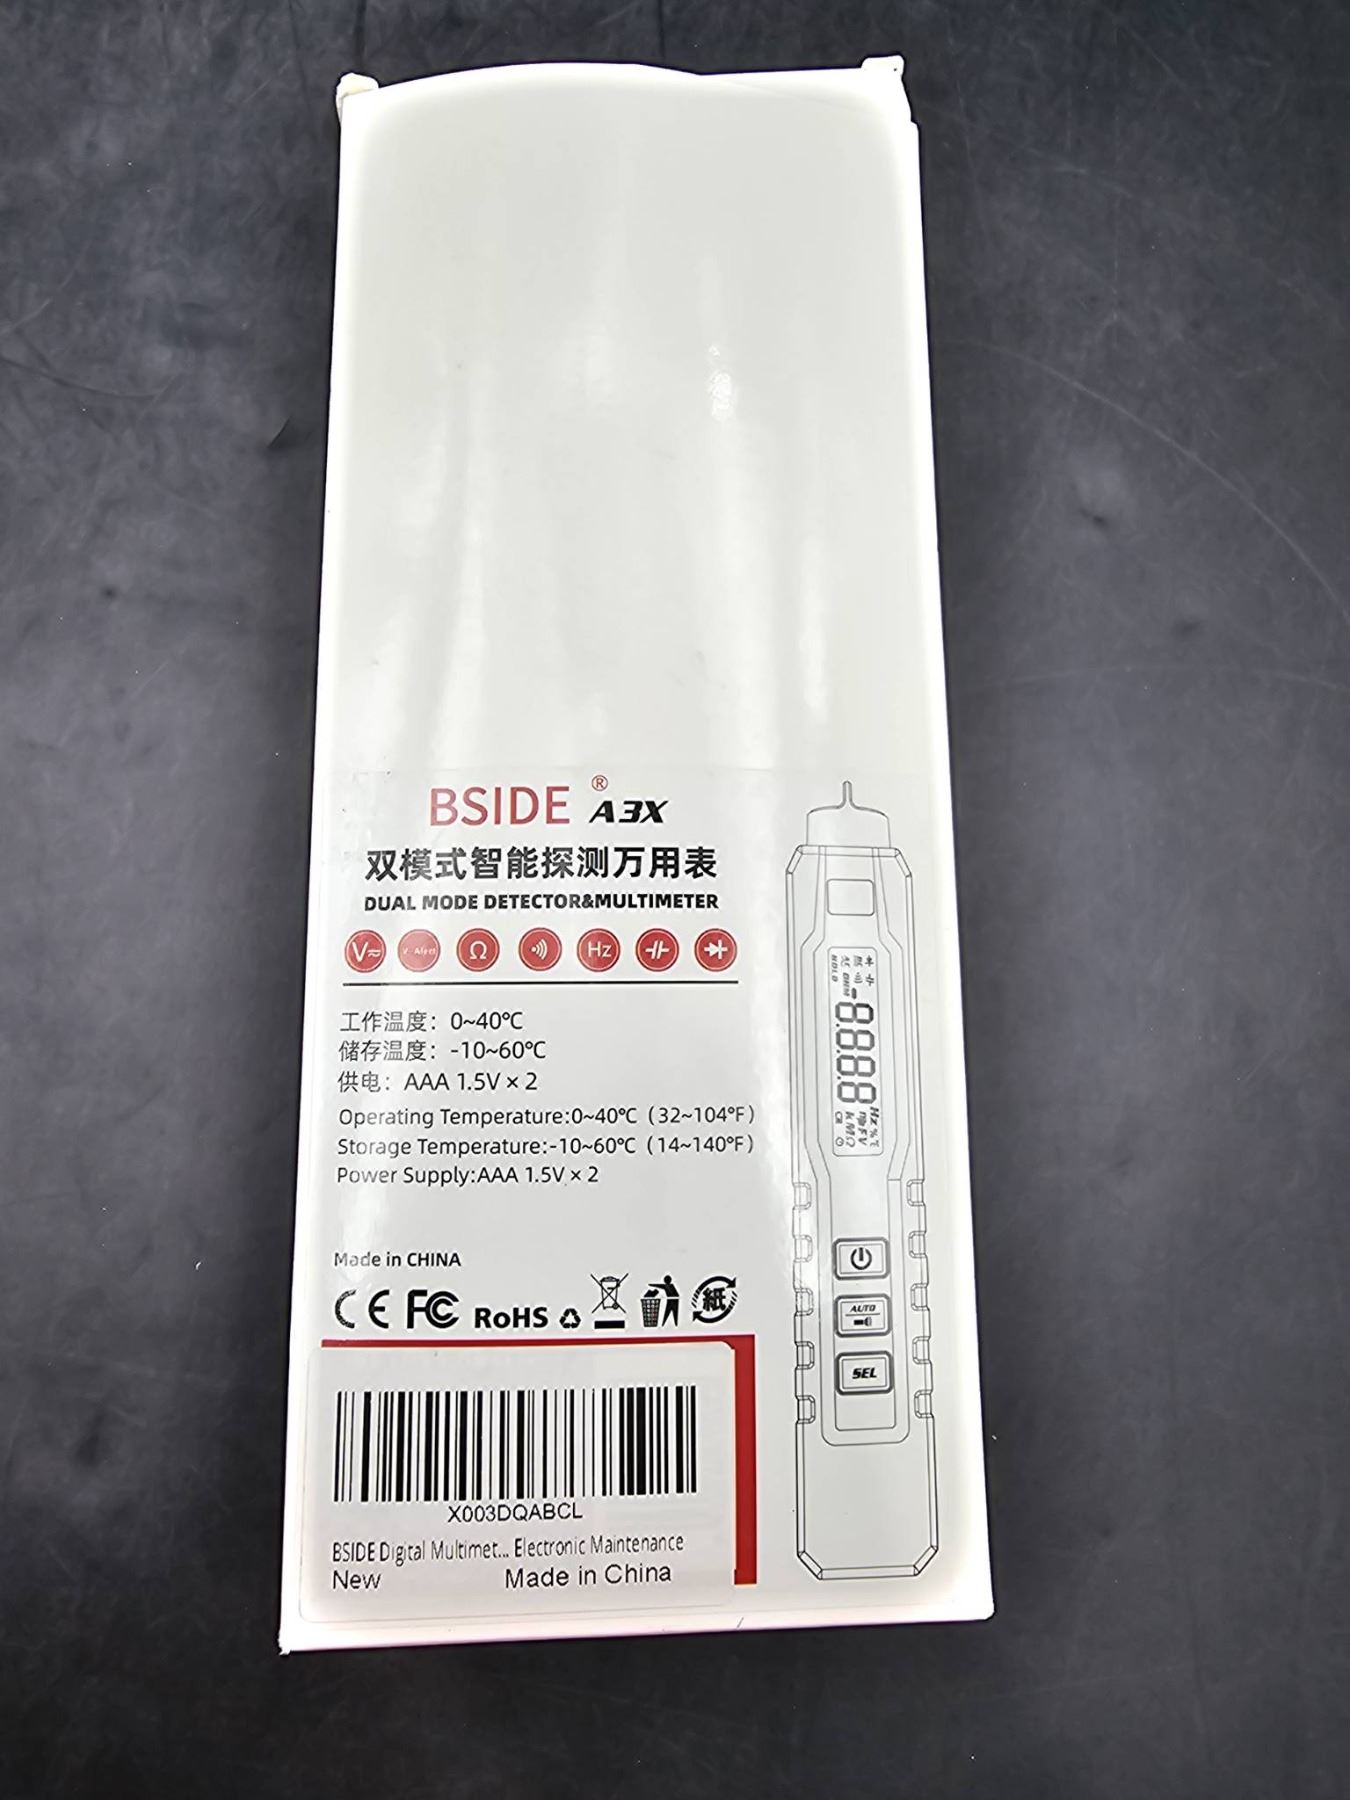 BSIDE ® A3X
双模式智能探测万用表
DUAL MODE DETECTOR&MULTIMETER
V≂ V-Alert Ω Hz
工作温度：0~40℃
储存温度：-10~60℃
供电：AAA 1.5V × 2
Operating Temperature:0~40℃ (32~104°F)
Storage Temperature:-10~60℃ (14~140°F)
Power Supply:AAA 1.5V × 2
Made in CHINA
CE FC RoHS 紙
X003DQABCL
BSIDE Digital Multimet... Electronic Maintenance
New Made in China
HOLD
8.8.8.8
Hz%
kMΩ
AUTO
SEL